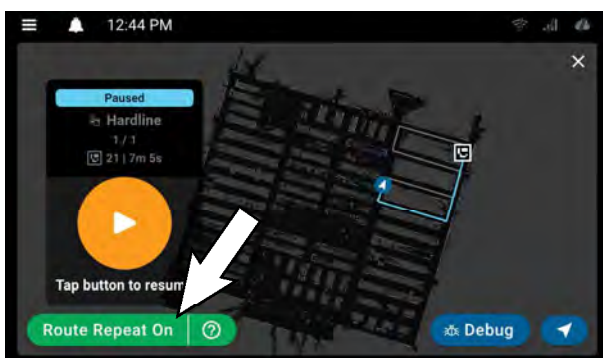 12:44 PM
Paused
Hardline
1 / 1
21 | 7m 5s
Tap button to resum
Route Repeat On
Debug